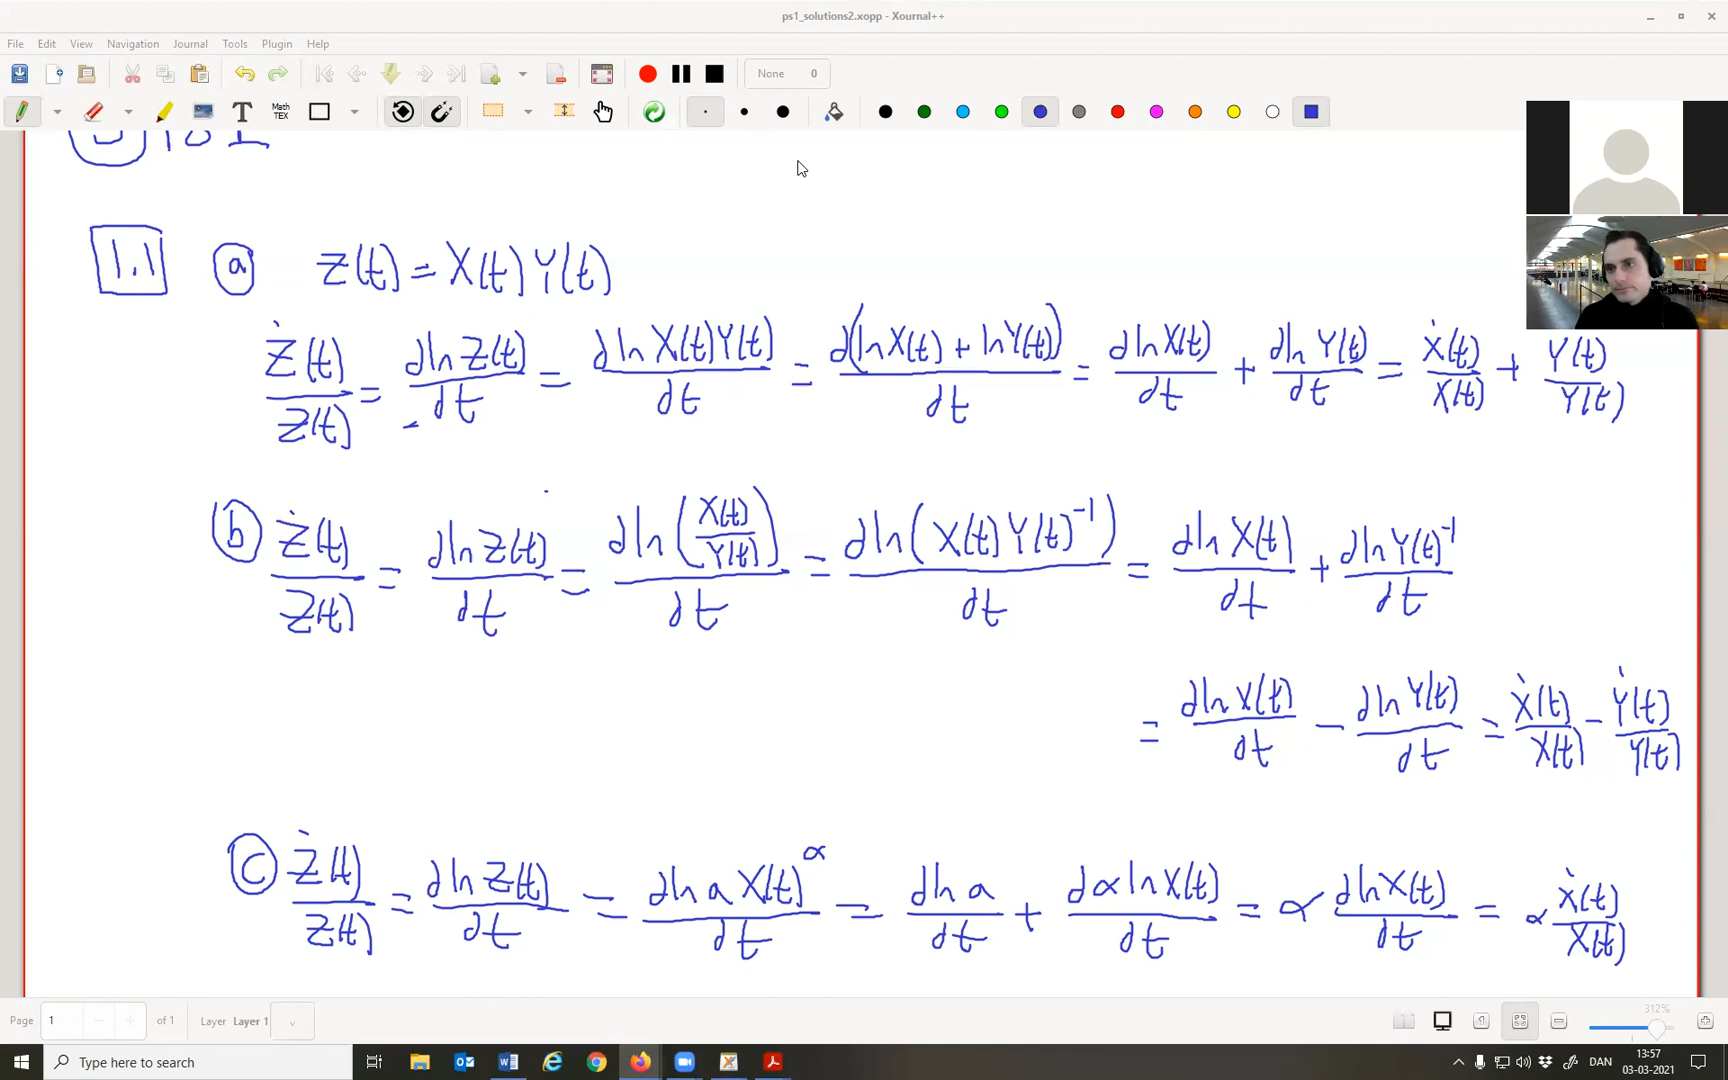 ps1_solutions2.xopp - Xournal++
File Edit View Navigation Journal Tools Plugin Help
None 0
Math TEX
1.1 (a) Z(t) = X(t) Y(t)
Ż(t)/Z(t) = d ln Z(t)/dt = d ln X(t)Y(t)/dt = d(ln X(t) + ln Y(t))/dt = d ln X(t)/dt + d ln Y(t)/dt = Ẋ(t)/X(t) + Y(t)/Y(t)
(b) Ż(t)/Z(t) = d ln Z(t)/dt = d ln (X(t)/Y(t))/dt = d ln (X(t) Y(t)⁻¹)/dt = d ln X(t)/dt + d ln Y(t)⁻¹/dt
= d ln X(t)/dt − d ln Y(t)/dt = Ẋ(t)/X(t) − Ẏ(t)/Y(t)
(c) Ż(t)/Z(t) = d ln Z(t)/dt = d ln a X(t)^α/dt = d ln a/dt + d α ln X(t)/dt = α d ln X(t)/dt = α Ẋ(t)/X(t)
Page 1 of 1 Layer Layer 1 312%
Type here to search DAN 13:57
03-03-2021